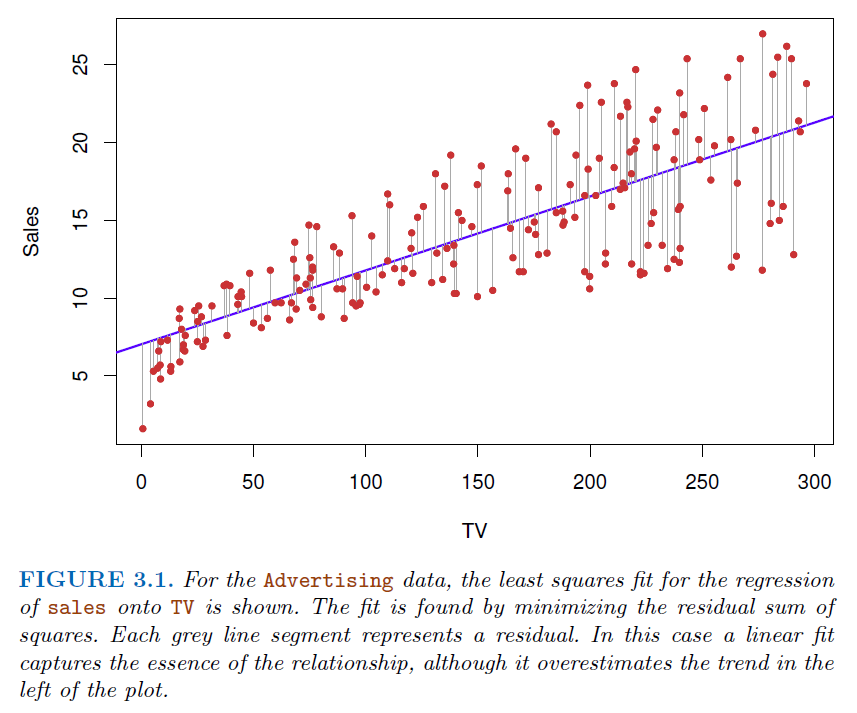 25
20
15
10
5
Sales
0 50 100 150 200 250 300
TV
FIGURE 3.1. For the Advertising data, the least squares fit for the regression
of sales onto TV is shown. The fit is found by minimizing the residual sum of
squares. Each grey line segment represents a residual. In this case a linear fit
captures the essence of the relationship, although it overestimates the trend in the
left of the plot.